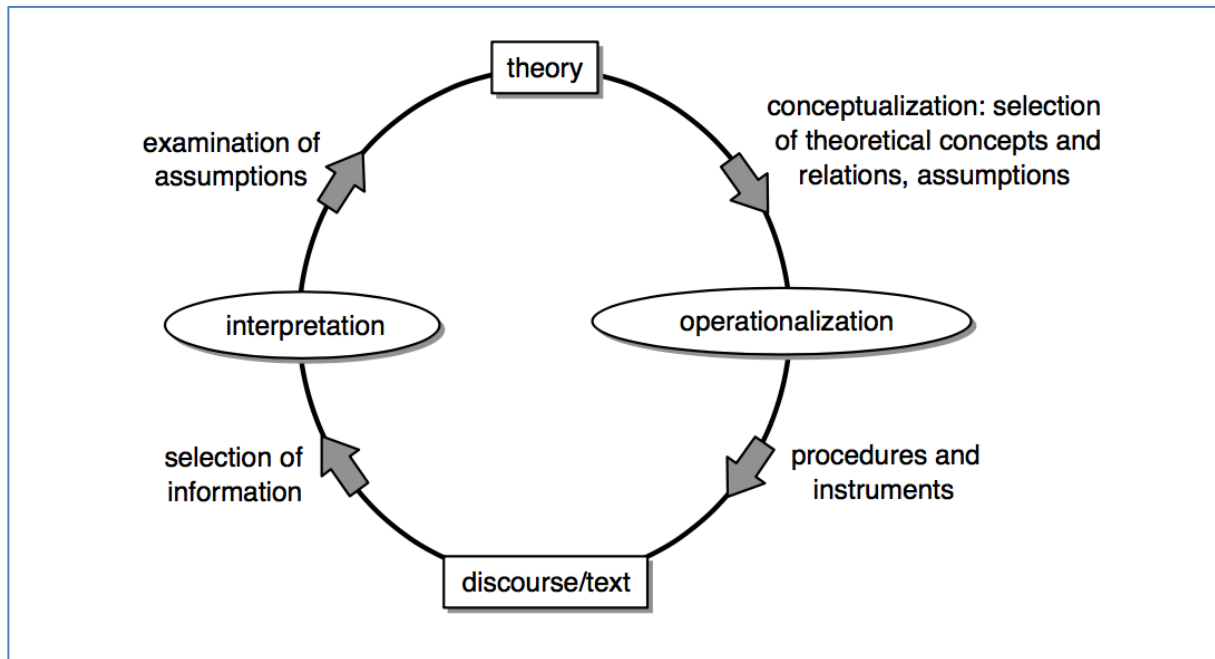 theory
conceptualization: selection
of theoretical concepts and
relations, assumptions
examination of
assumptions
interpretation
operationalization
selection of
information
procedures and
instruments
discourse/text